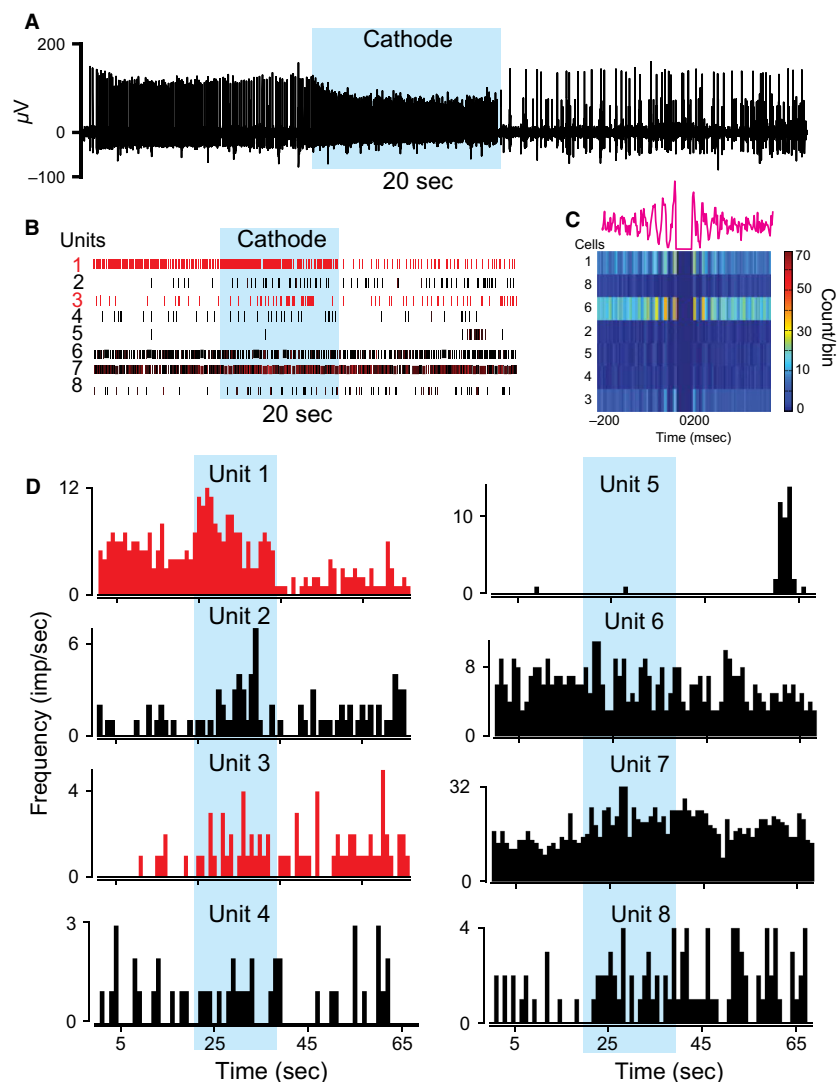 A
Cathode
200
μV
0
–100
20 sec
B
Units
Cathode
1
2
3
4
5
6
7
8
20 sec
C
Cells
1
8
6
2
5
4
3
–200
0200
Time (msec)
70
60
30
10
0
Count/bin
D
Frequency (imp/sec)
Unit 1
12
0
Unit 2
6
0
Unit 3
4
0
Unit 4
3
0
5 25 45 65
Time (sec)
Unit 5
10
0
Unit 6
8
0
Unit 7
32
0
Unit 8
4
0
5 25 45 65
Time (sec)